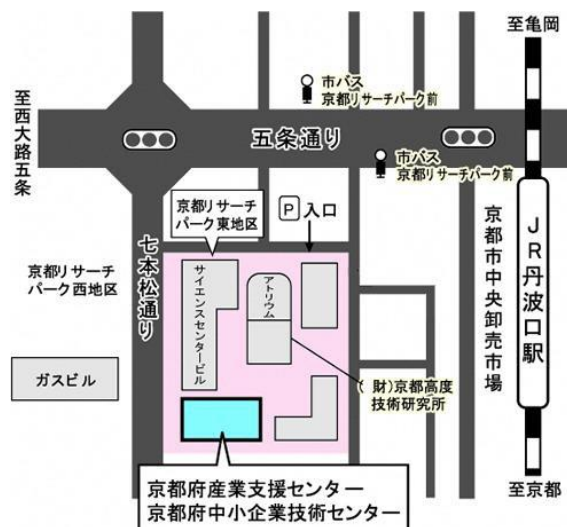 至亀岡
市バス
京都リサーチパーク前
至西大路五条
五条通り
市バス
京都リサーチパーク前
京都リサーチ
パーク東地区
P 入口
七本松通り
京都リサーチ
パーク西地区
サイエンスセンタービル
アトリウム
京都市中央卸売市場
JR丹波口駅
ガスビル
(財)京都高度
技術研究所
京都府産業支援センター
京都府中小企業技術センター
至京都